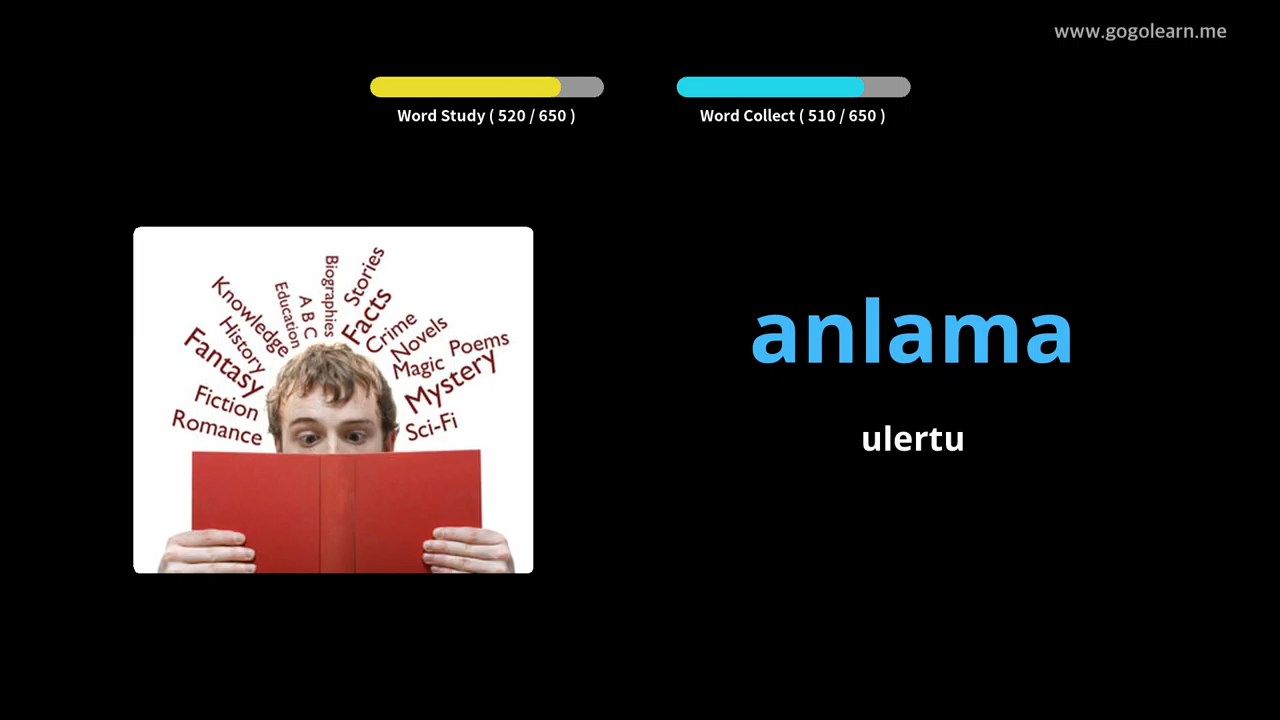 www.gogolearn.me
Word Study ( 520 / 650 )
Word Collect ( 510 / 650 )
Biographies
Stories
Education
A B C
Facts
Knowledge
Crime
History
Novels
Poems
Fantasy
Magic
Mystery
Fiction
Sci-Fi
Romance
anlama
ulertu